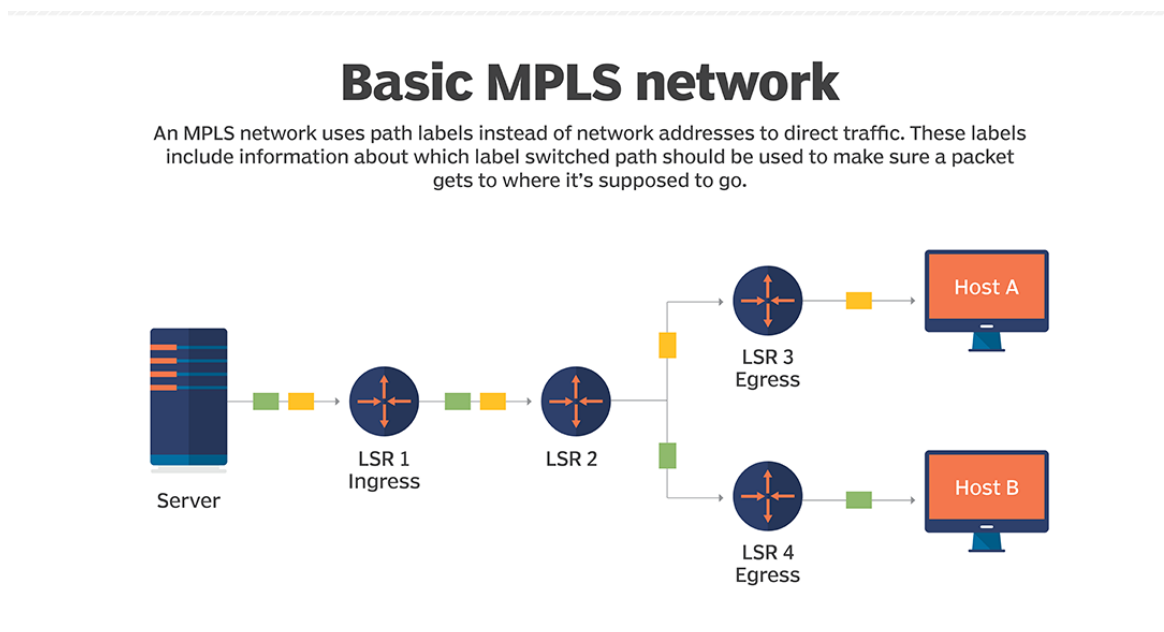 Basic MPLS network
An MPLS network uses path labels instead of network addresses to direct traffic. These labels
include information about which label switched path should be used to make sure a packet
gets to where it's supposed to go.
Server
LSR 1
Ingress
LSR 2
LSR 3
Egress
Host A
LSR 4
Egress
Host B